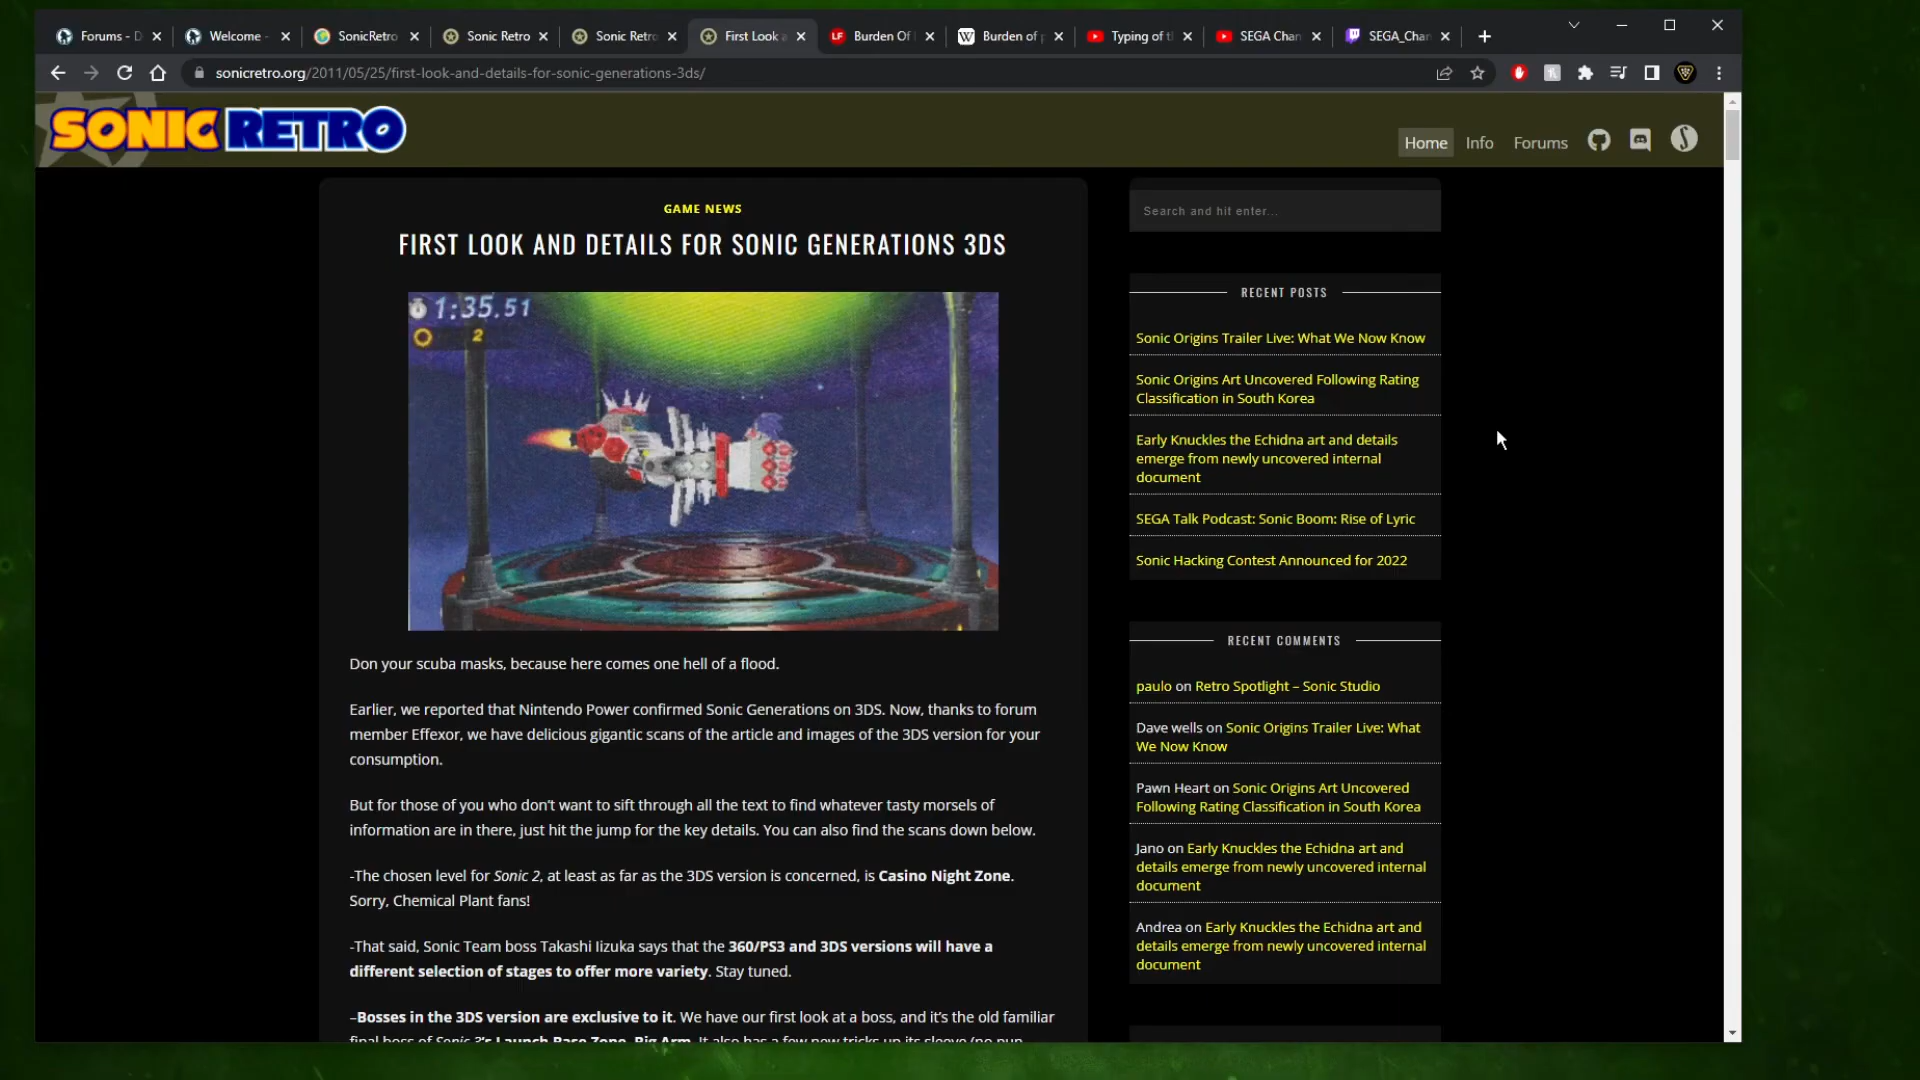 Forums - D
Welcome -
SonicRetro
Sonic Retro
Sonic Retro
First Look a
LF Burden Of
W Burden of p
Typing of t
SEGA Chan
SEGA_Chan
sonicretro.org/2011/05/25/first-look-and-details-for-sonic-generations-3ds/
SONIC RETRO
Home Info Forums
GAME NEWS
FIRST LOOK AND DETAILS FOR SONIC GENERATIONS 3DS
1:35.51
2
Don your scuba masks, because here comes one hell of a flood.
Earlier, we reported that Nintendo Power confirmed Sonic Generations on 3DS. Now, thanks to forum
member Effexor, we have delicious gigantic scans of the article and images of the 3DS version for your
consumption.
But for those of you who don't want to sift through all the text to find whatever tasty morsels of
information are in there, just hit the jump for the key details. You can also find the scans down below.
-The chosen level for Sonic 2, at least as far as the 3DS version is concerned, is Casino Night Zone.
Sorry, Chemical Plant fans!
-That said, Sonic Team boss Takashi Iizuka says that the 360/PS3 and 3DS versions will have a
different selection of stages to offer more variety. Stay tuned.
–Bosses in the 3DS version are exclusive to it. We have our first look at a boss, and it's the old familiar
final boss of Sonic 3's Launch Base Zone, Big Arm. It also has a few new tricks up its sleeve (no pun
Search and hit enter...
RECENT POSTS
Sonic Origins Trailer Live: What We Now Know
Sonic Origins Art Uncovered Following Rating
Classification in South Korea
Early Knuckles the Echidna art and details
emerge from newly uncovered internal
document
SEGA Talk Podcast: Sonic Boom: Rise of Lyric
Sonic Hacking Contest Announced for 2022
RECENT COMMENTS
paulo on Retro Spotlight – Sonic Studio
Dave wells on Sonic Origins Trailer Live: What
We Now Know
Pawn Heart on Sonic Origins Art Uncovered
Following Rating Classification in South Korea
Jano on Early Knuckles the Echidna art and
details emerge from newly uncovered internal
document
Andrea on Early Knuckles the Echidna art and
details emerge from newly uncovered internal
document